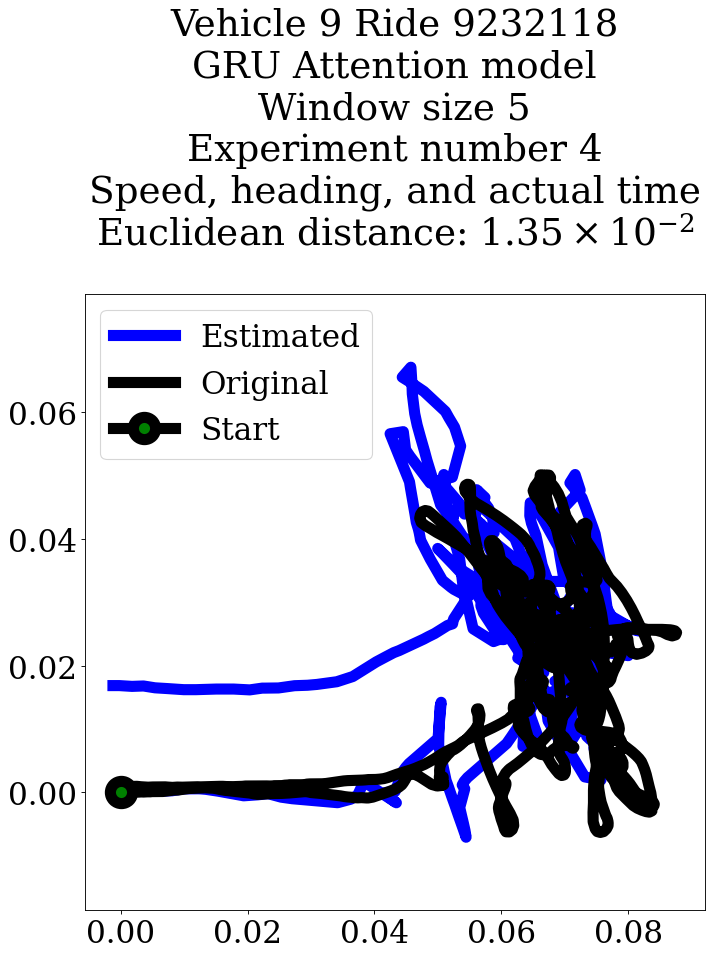 Vehicle 9 Ride 9232118
GRU Attention model
Window size 5
Experiment number 4
Speed, heading, and actual time
Euclidean distance: 1.35 × 10⁻²
Estimated
Original
Start
0.06
0.04
0.02
0.00
0.00 0.02 0.04 0.06 0.08